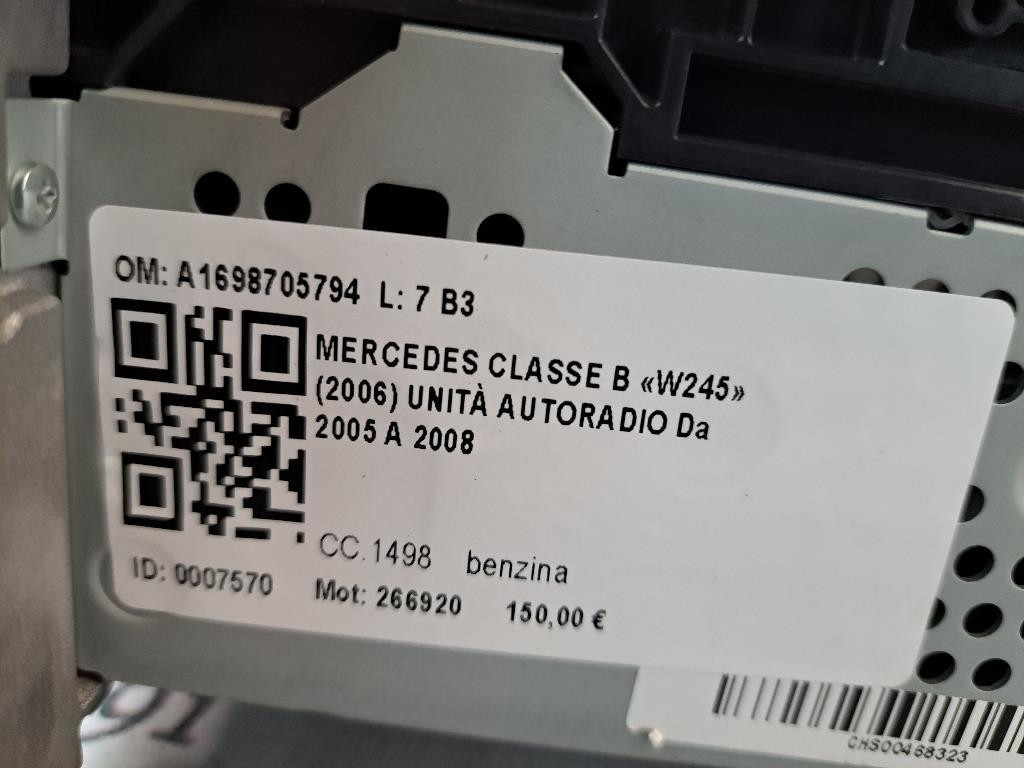 OM: A1698705794 L: 7 B3
MERCEDES CLASSE B «W245»
(2006) UNITÀ AUTORADIO Da
2005 A 2008
CC.1498 benzina
ID: 0007570 Mot: 266920 150,00 €
CHS00468323